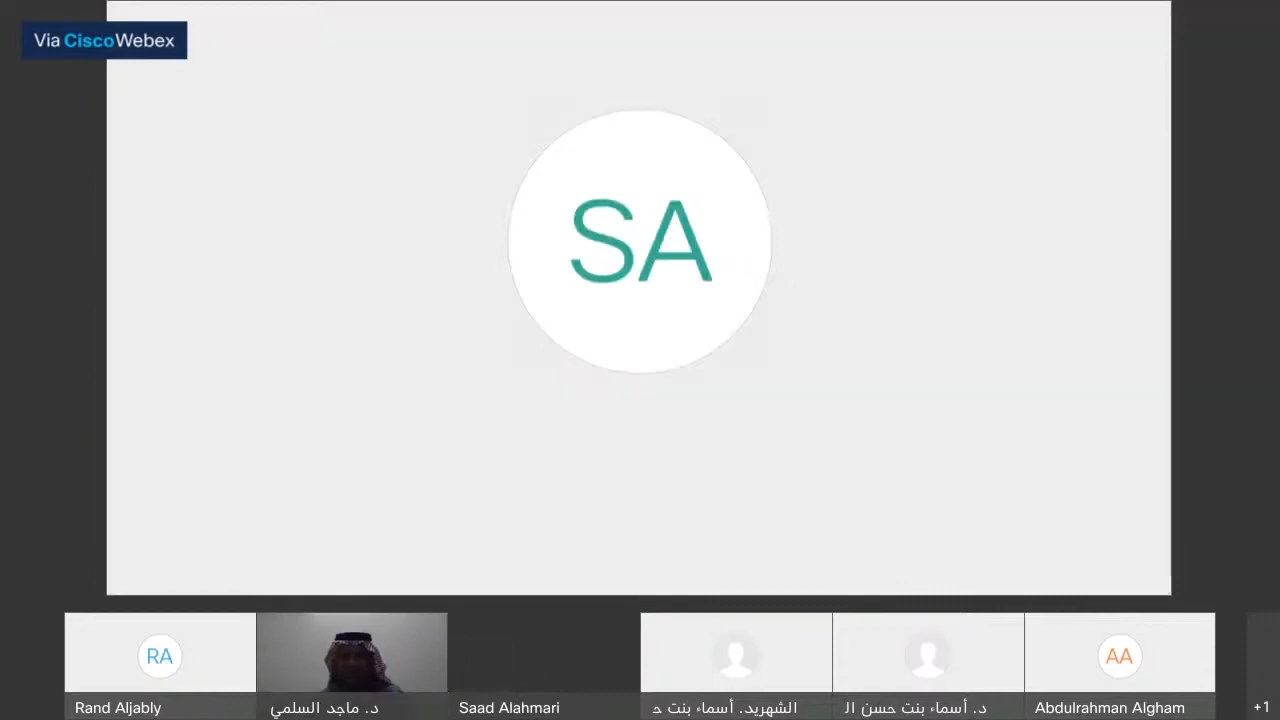 Via CiscoWebex
SA
RA
AA
Rand Aljably
د. ماجد السلمي
Saad Alahmari
الشهريد. أسماء بنت حـ
د. أسماء بنت حسن الـ
Abdulrahman Algham
+1